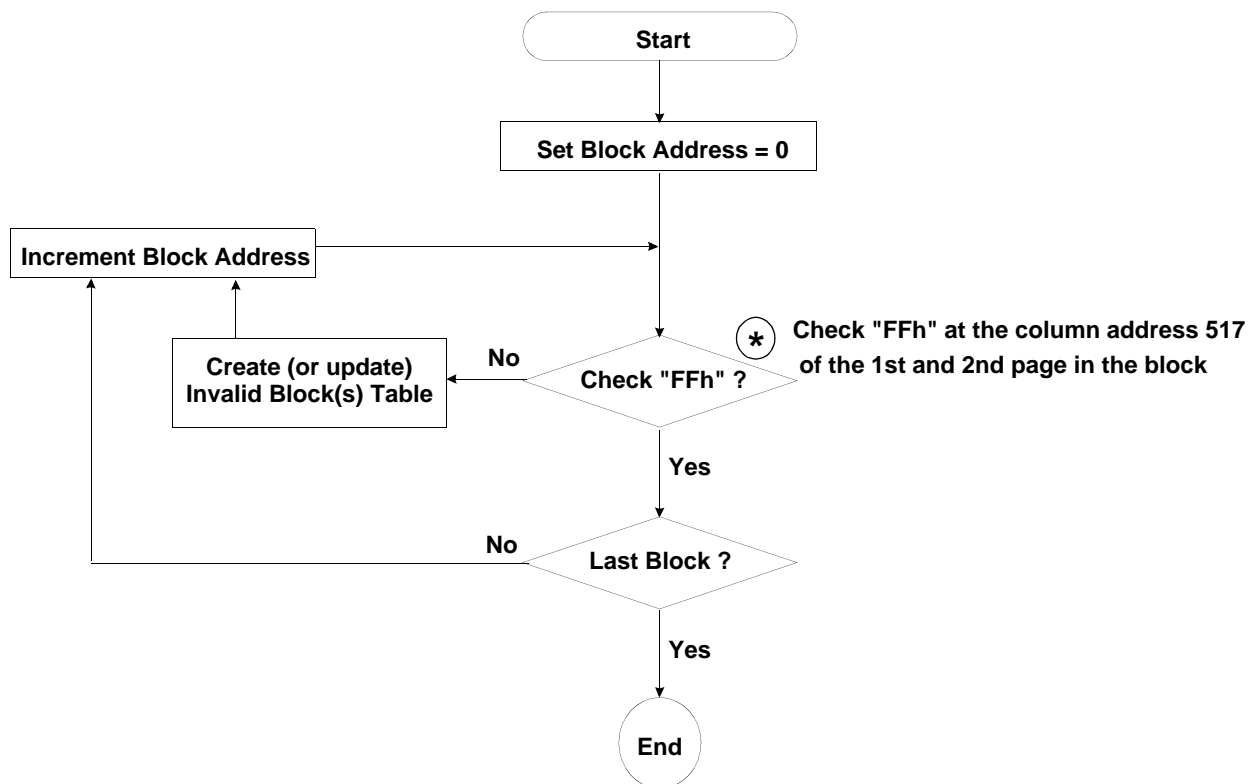 Start
Set Block Address = 0
Increment Block Address
* Check "FFh" at the column address 517
of the 1st and 2nd page in the block
No
Create (or update)
Invalid Block(s) Table
Check "FFh" ?
Yes
No
Last Block ?
Yes
End